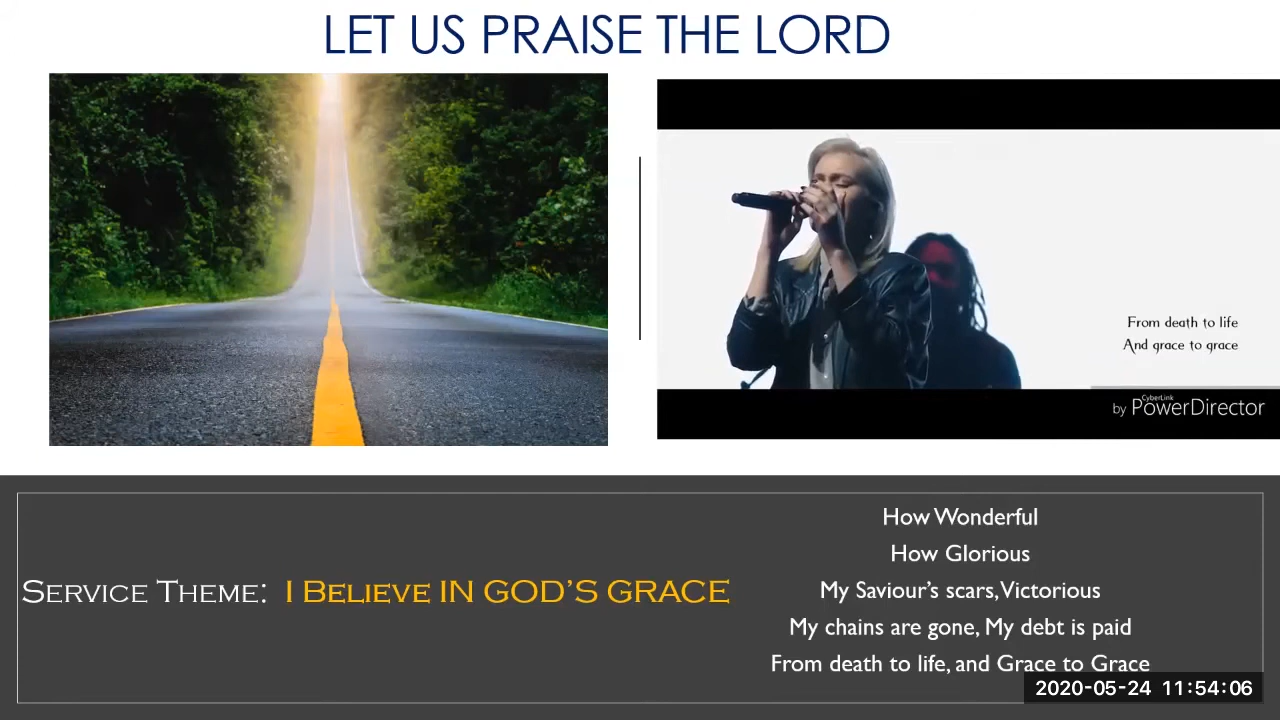 LET US PRAISE THE LORD
From death to life
And grace to grace
by CyberLink PowerDirector
SERVICE THEME: I BELIEVE IN GOD'S GRACE
How Wonderful
How Glorious
My Saviour's scars, Victorious
My chains are gone, My debt is paid
From death to life, and Grace to Grace
2020-05-24 11:54:06